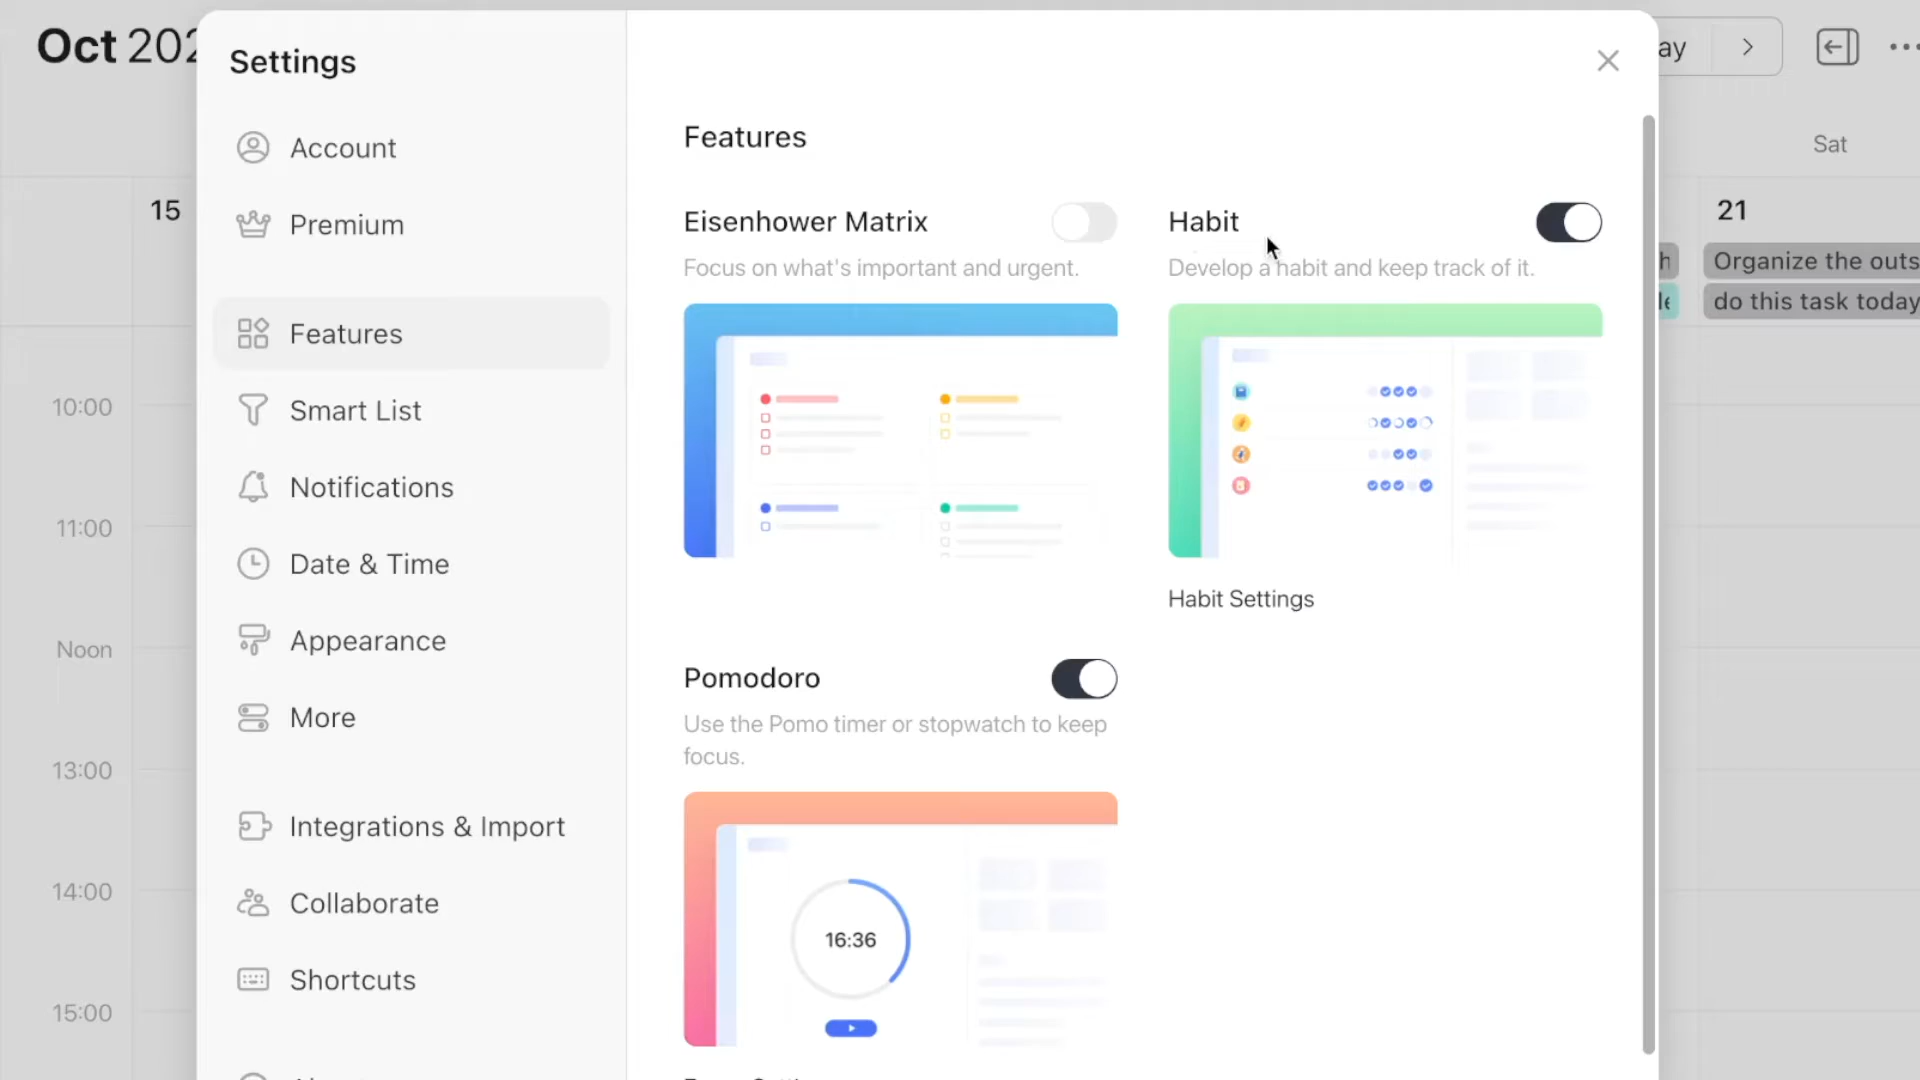 Oct 202
Settings
ay
Account
Features
Sat
15
Premium
Eisenhower Matrix
Habit
21
Focus on what's important and urgent.
Develop a habit and keep track of it.
Organize the outs
do this task today
Features
Smart List
10:00
Notifications
11:00
Date & Time
Habit Settings
Appearance
Noon
Pomodoro
More
Use the Pomo timer or stopwatch to keep
focus.
13:00
Integrations & Import
14:00
Collaborate
16:36
Shortcuts
15:00